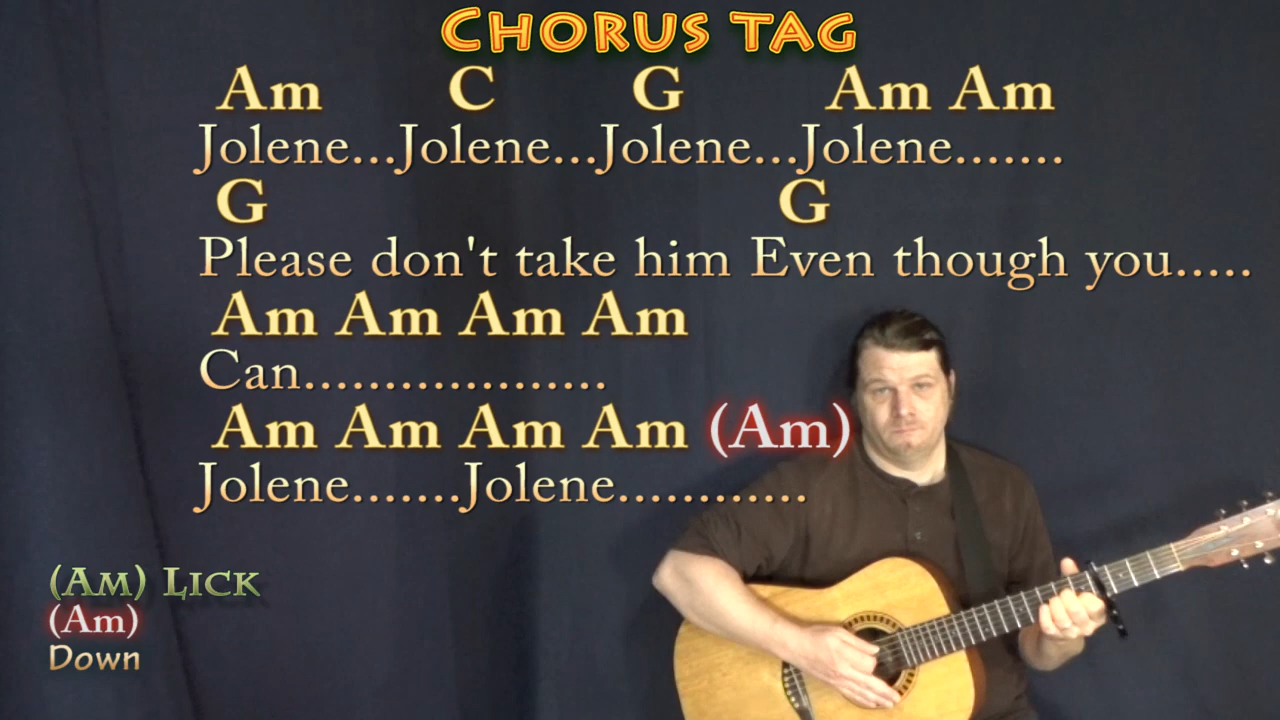 CHORUS TAG
Am C G Am Am
Jolene...Jolene...Jolene...Jolene.......
G G
Please don't take him Even though you.....
Am Am Am Am
Can...................
Am Am Am Am (Am)
Jolene.......Jolene............
(AM) LICK
(Am)
Down